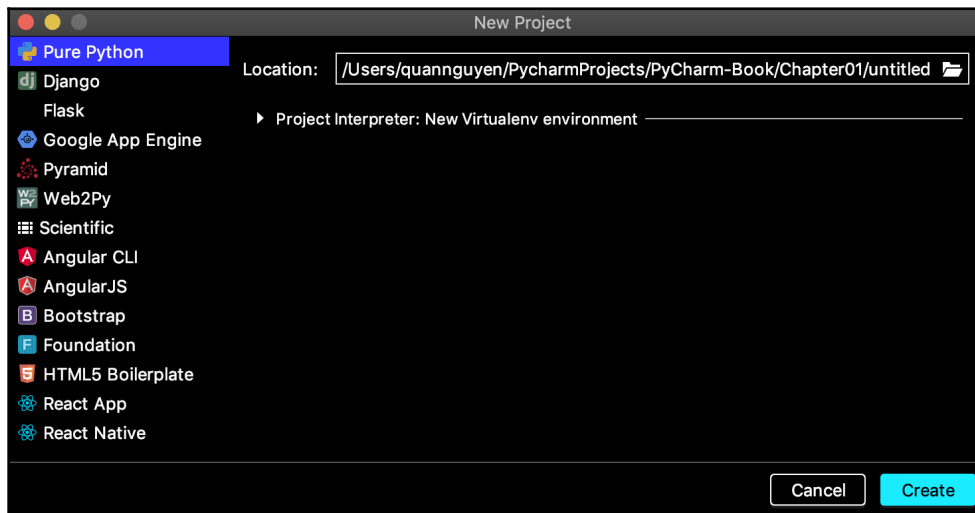 New Project
Pure Python
Django
Flask
Google App Engine
Pyramid
Web2Py
Scientific
Angular CLI
AngularJS
Bootstrap
Foundation
HTML5 Boilerplate
React App
React Native
Location: /Users/quannguyen/PycharmProjects/PyCharm-Book/Chapter01/untitled
Project Interpreter: New Virtualenv environment
Cancel Create